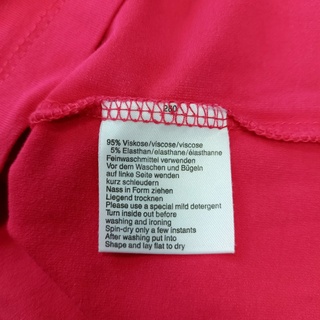 280
95% Viskose/viscose/viscose
5% Elasthan/elasthane/élasthanne
Feinwaschmittel verwenden
Vor dem Waschen und Bügeln
auf linke Seite wenden
kurz schleudern
Nass in Form ziehen
Liegend trocknen
Please use a special mild detergent
Turn inside out before
washing and ironing
Spin-dry only a few instants
After washing put into
Shape and lay flat to dry